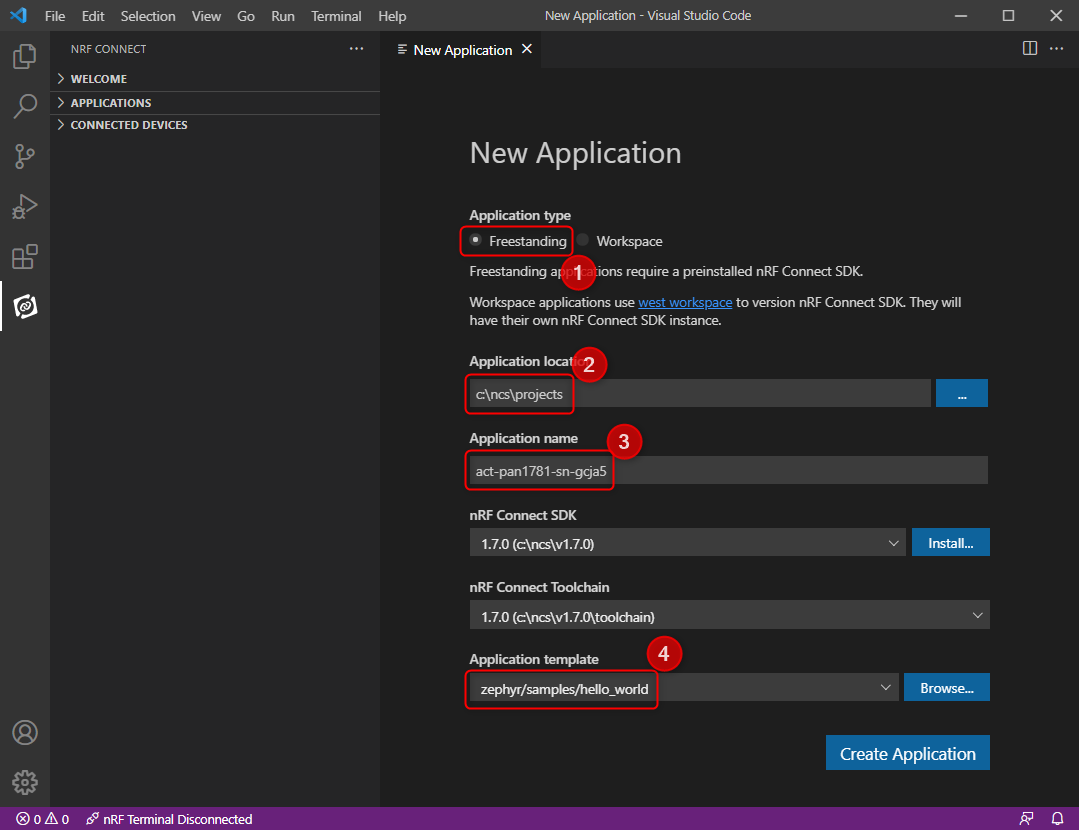 File Edit Selection View Go Run Terminal Help New Application - Visual Studio Code
NRF CONNECT
New Application
WELCOME
APPLICATIONS
CONNECTED DEVICES
New Application
Application type
Freestanding Workspace
1
Freestanding applications require a preinstalled nRF Connect SDK.
Workspace applications use west workspace to version nRF Connect SDK. They will
have their own nRF Connect SDK instance.
Application location
2
c:\ncs\projects
...
Application name
3
act-pan1781-sn-gcja5
nRF Connect SDK
1.7.0 (c:\ncs\v1.7.0)
Install...
nRF Connect Toolchain
1.7.0 (c:\ncs\v1.7.0\toolchain)
Application template
4
zephyr/samples/hello_world
Browse...
Create Application
0 0 nRF Terminal Disconnected